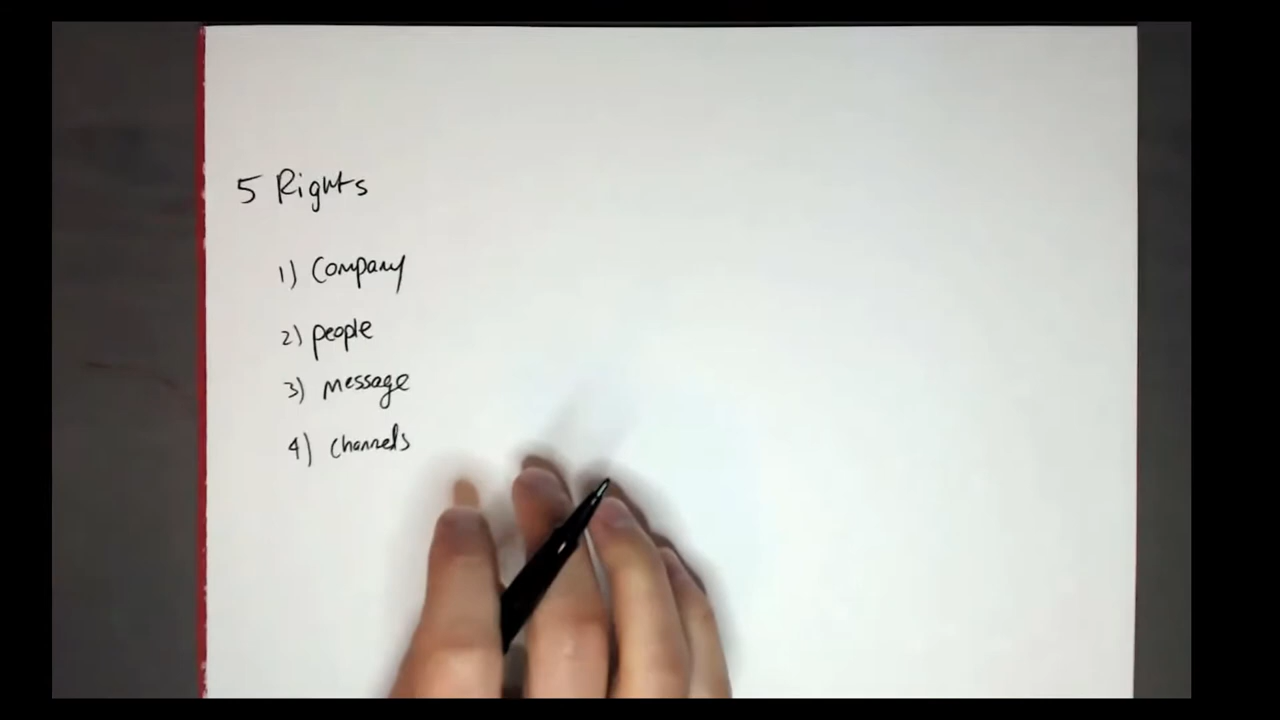 5 Rights
1) Company
2) people
3) message
4) channels